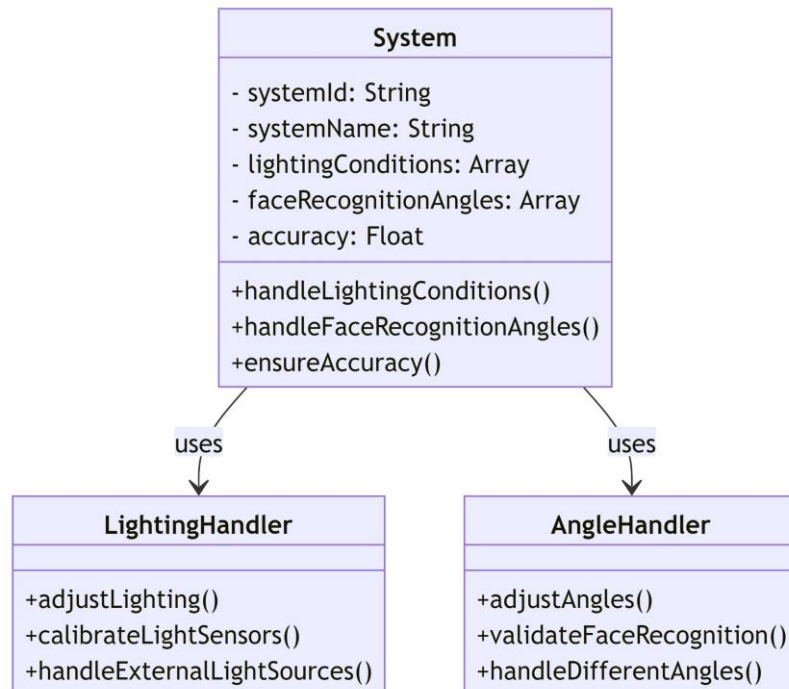 System
- systemId: String
- systemName: String
- lightingConditions: Array
- faceRecognitionAngles: Array
- accuracy: Float
+handleLightingConditions()
+handleFaceRecognitionAngles()
+ensureAccuracy()
uses
uses
LightingHandler
+adjustLighting()
+calibrateLightSensors()
+handleExternalLightSources()
AngleHandler
+adjustAngles()
+validateFaceRecognition()
+handleDifferentAngles()